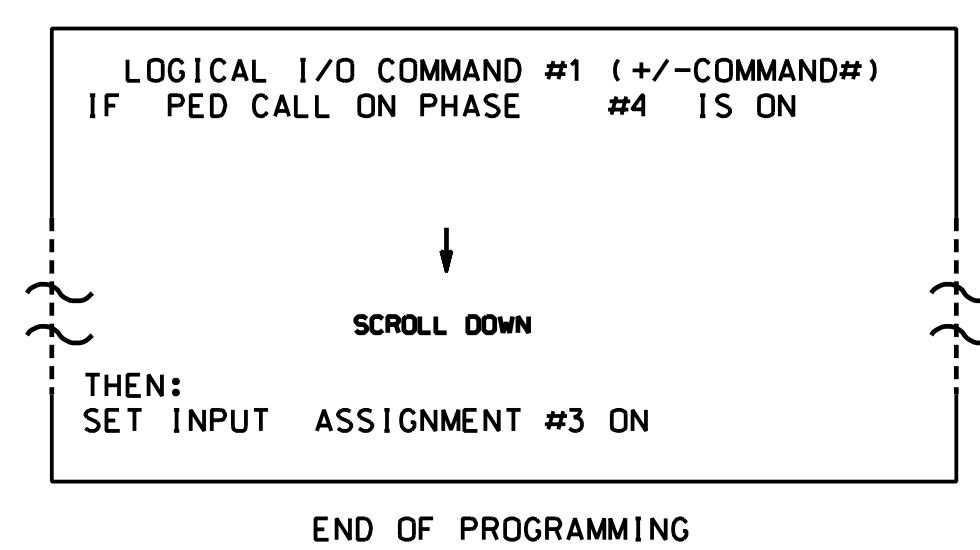 LOGICAL I/O COMMAND #1 (+/-COMMAND#)
IF PED CALL ON PHASE #4 IS ON
SCROLL DOWN
THEN:
SET INPUT ASSIGNMENT #3 ON
END OF PROGRAMMING